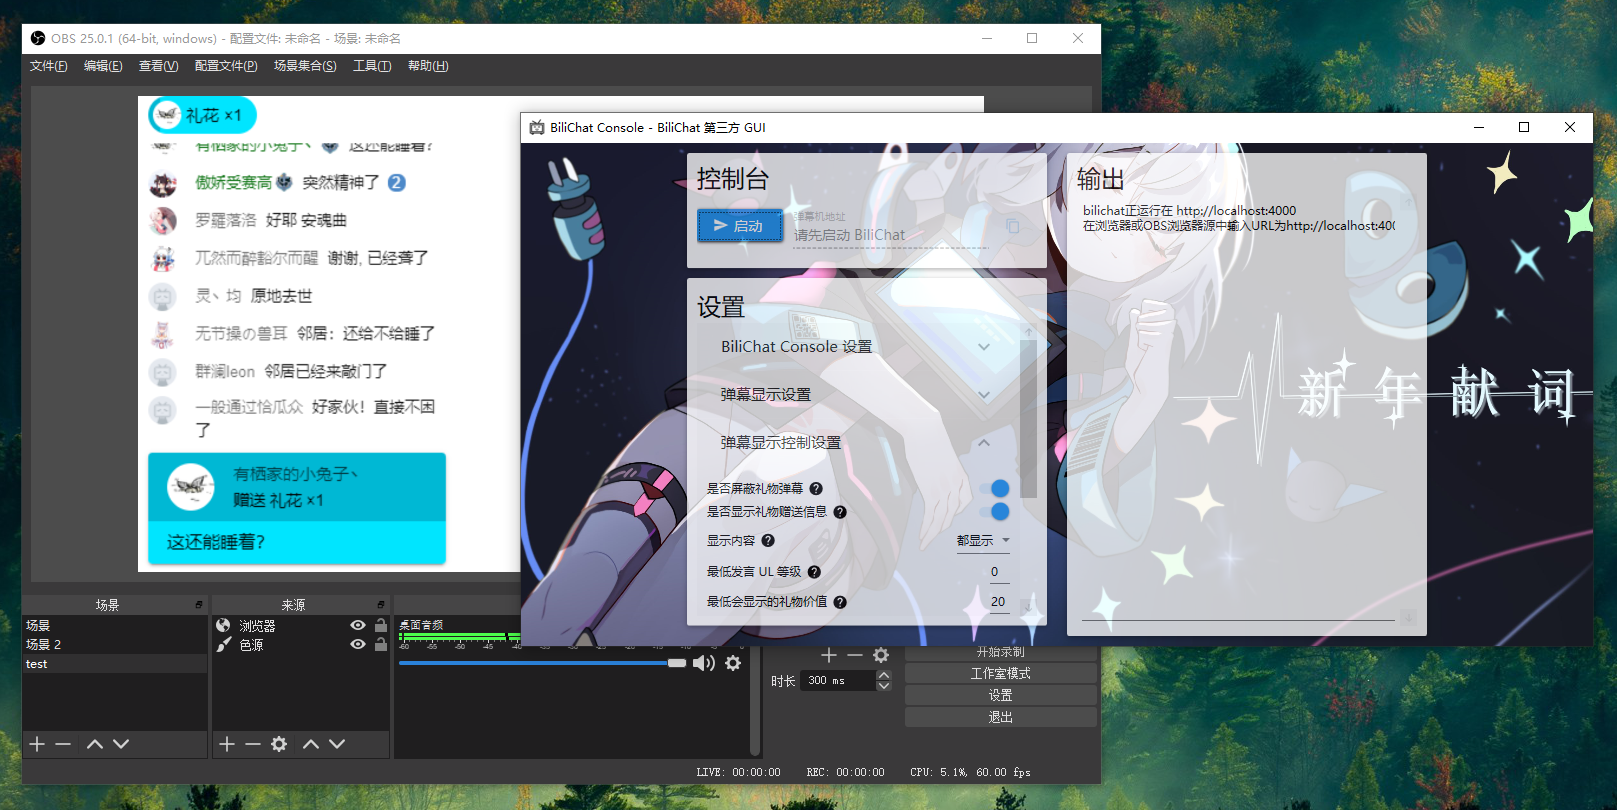 OBS 25.0.1 (64-bit, windows) - 配置文件: 未命名 - 场景: 未命名
文件(F) 编辑(E) 查看(V) 配置文件(P) 场景集合(S) 工具(T) 帮助(H)
礼花 ×1
有栖家的小兔子丶 这还能睡着?
傲娇受赛高 突然精神了 2
罗羅落洛 好耶 安魂曲
兀然而醉豁尔而醒 谢谢, 已经聋了
灵丶均 原地去世
无节操の兽耳 邻居：还给不给睡了
群澜leon 邻居已经来敲门了
一般通过恰瓜众 好家伙！直接不困
了
有栖家的小兔子丶
赠送 礼花 ×1
这还能睡着?
BiliChat Console - BiliChat 第三方 GUI
控制台
启动
弹幕机地址
请先启动 BiliChat
设置
BiliChat Console 设置
弹幕显示设置
弹幕显示控制设置
是否屏蔽礼物弹幕
是否显示礼物赠送信息
显示内容 都显示
最低发言 UL 等级 0
最低会显示的礼物价值 20
输出
bilichat正运行在 http://localhost:4000
在浏览器或OBS浏览器源中输入URL为http://localhost:400
新年献词
场景
场景
场景 2
test
来源
浏览器
色源
桌面音频
-60 -55 -50 -45 -40
时长 300 ms
开始录制
工作室模式
设置
退出
LIVE: 00:00:00 REC: 00:00:00 CPU: 5.1%, 60.00 fps